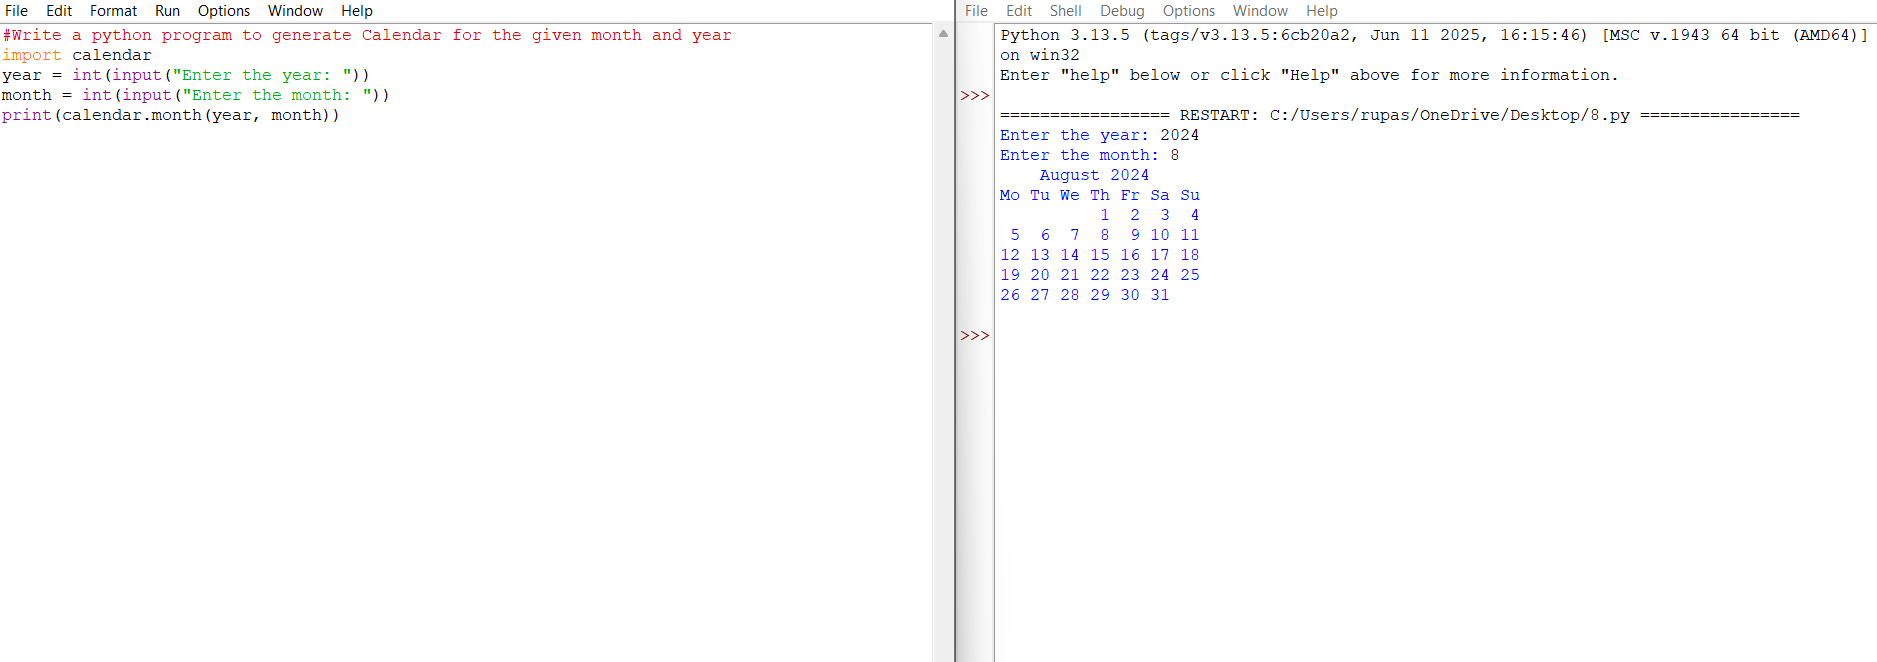 File Edit Format Run Options Window Help
#Write a python program to generate Calendar for the given month and year
import calendar
year = int(input("Enter the year: "))
month = int(input("Enter the month: "))
print(calendar.month(year, month))
File Edit Shell Debug Options Window Help
Python 3.13.5 (tags/v3.13.5:6cb20a2, Jun 11 2025, 16:15:46) [MSC v.1943 64 bit (AMD64)]
on win32
Enter "help" below or click "Help" above for more information.
>>>
================= RESTART: C:/Users/rupas/OneDrive/Desktop/8.py ================
Enter the year: 2024
Enter the month: 8
    August 2024
Mo Tu We Th Fr Sa Su
          1  2  3  4
 5  6  7  8  9 10 11
12 13 14 15 16 17 18
19 20 21 22 23 24 25
26 27 28 29 30 31
>>>